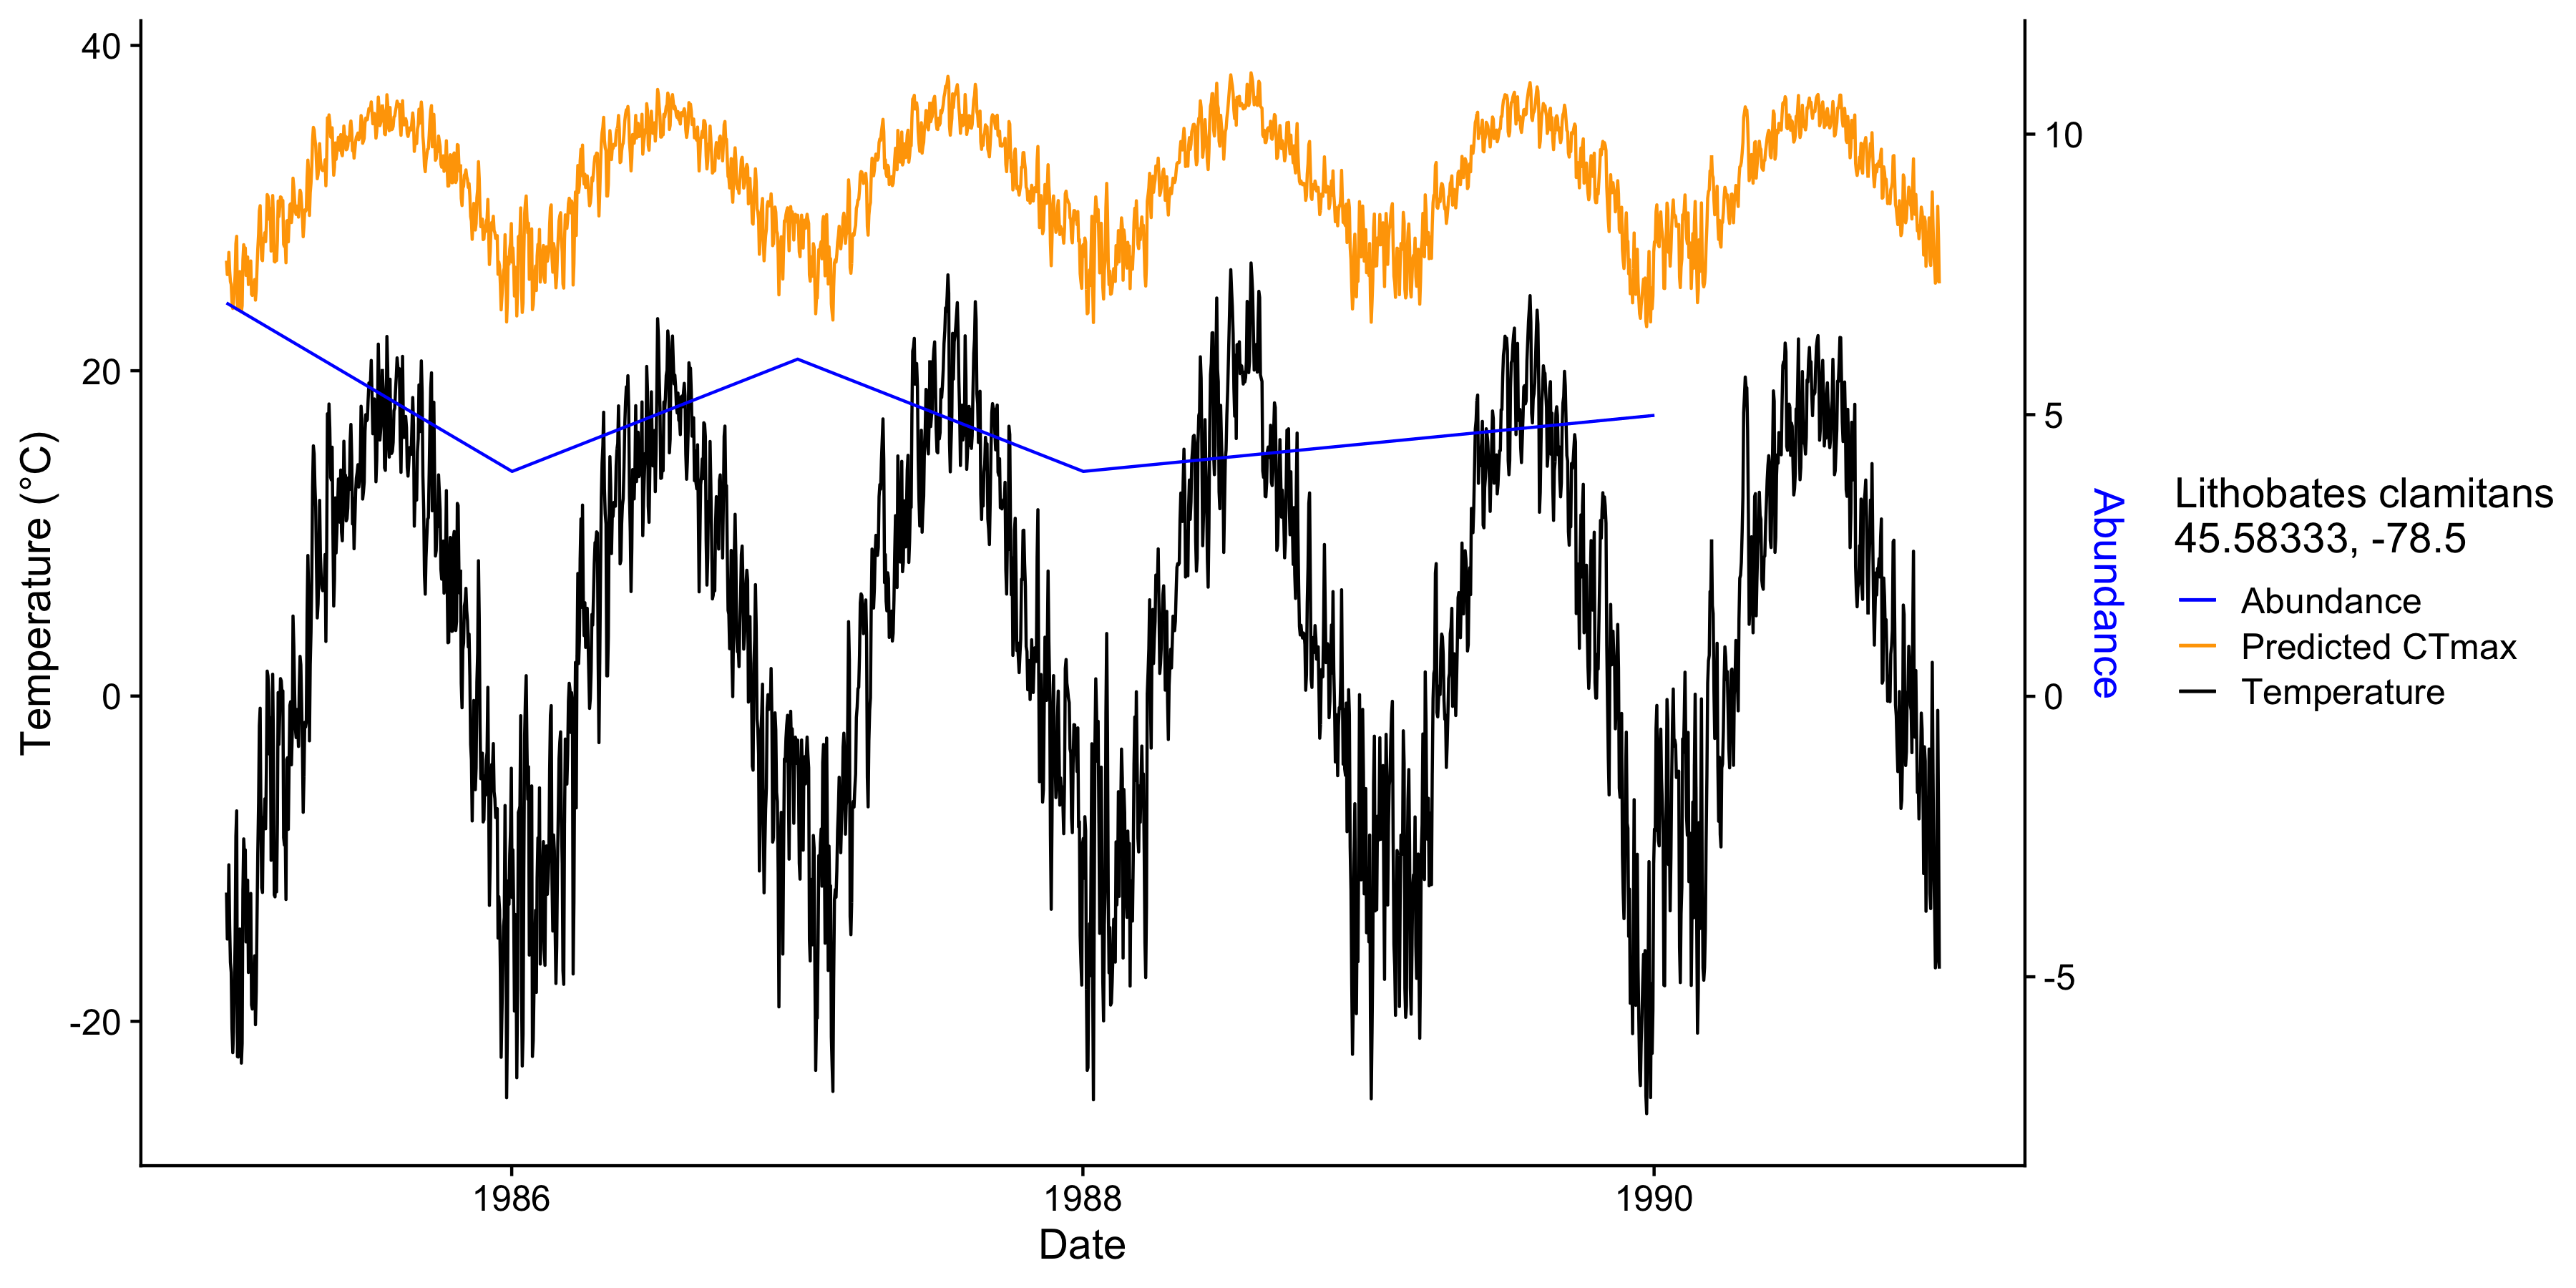 40
20
0
-20
Temperature (°C)
1986
1988
1990
Date
10
5
0
-5
Abundance
Lithobates clamitans
45.58333, -78.5
Abundance
Predicted CTmax
Temperature